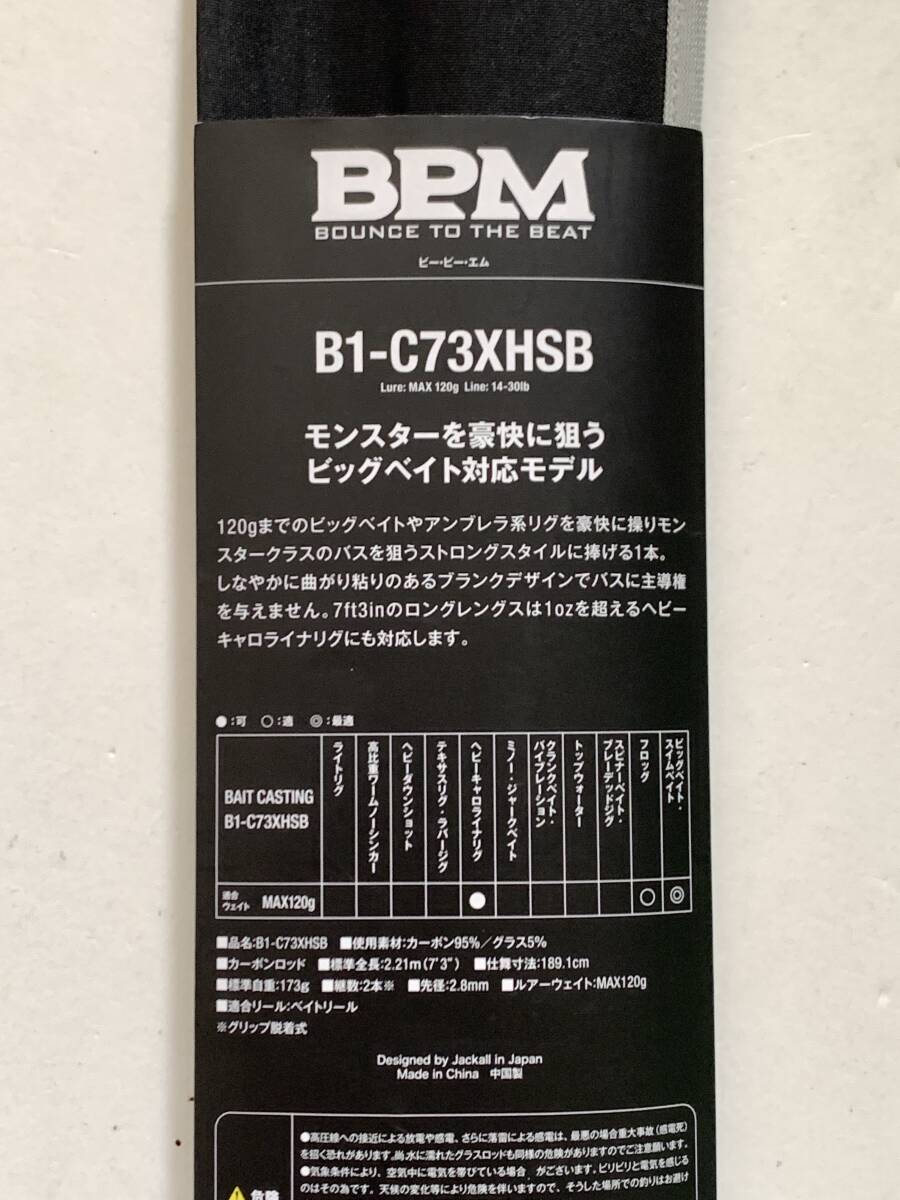 BPM
BOUNCE TO THE BEAT
ビー・ピー・エム
B1-C73XHSB
Lure: MAX 120g Line: 14-30lb
モンスターを豪快に狙う
ビッグベイト対応モデル
120gまでのビッグベイトやアンブレラ系リグを豪快に操りモン
スタークラスのバスを狙うストロングスタイルに捧げる1本。
しなやかに曲がり粘りのあるブランクデザインでバスに主導権
を与えません。7ft3inのロングレングスは1ozを超えるヘビー
キャロライナリグにも対応します。
●:可 ○:適 ◎:最適
BAIT CASTING
B1-C73XHSB
ライトリグ
高比重ワームノーシンカー
ヘビーダウンショット
テキサスリグ・ラバージグ
ヘビーキャロライナリグ
ミノー・ジャークベイト
クランクベイト・
バイブレーション
トップウォーター
スピナーベイト・
ブレーデッドジグ
フロッグ
ビッグベイト・
スイムベイト
適合
ウェイト MAX120g ● ○ ◎
■品名:B1-C73XHSB ■使用素材:カーボン95%/グラス5%
■カーボンロッド ■標準全長:2.21m(7'3") ■仕舞寸法:189.1cm
■標準自重:173g ■継数:2本※ ■先径:2.8mm ■ルアーウェイト:MAX120g
■適合リール:ベイトリール
※グリップ脱着式
Designed by Jackall in Japan
Made in China 中国製
危険
●高圧線への接近による放電や感電、さらに落雷による感電は、最悪の場合重大事故(感電死)
を招く恐れがあります。尚水に濡れたグラスロッドも同様の危険がありますのでご注意願います。
●気象条件により、空中に電気を帯びている場合 がございます。ビリビリと電気を感じる
のはその為です。天候の変化等により危険を伴いますので、そうした場所での釣りはお避け